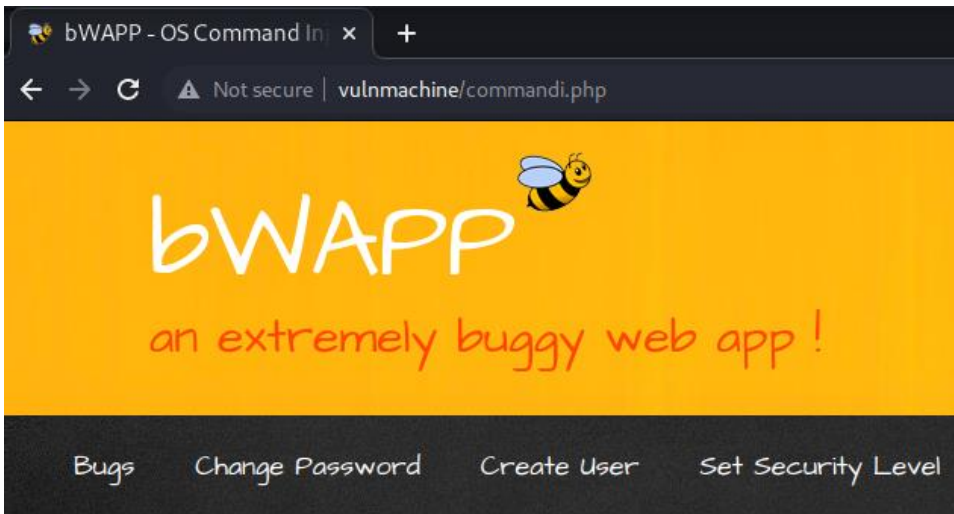 bWAPP - OS Command In
Not secure | vulnmachine/commandi.php
bWAPP
an extremely buggy web app !
Bugs Change Password Create User Set Security Level